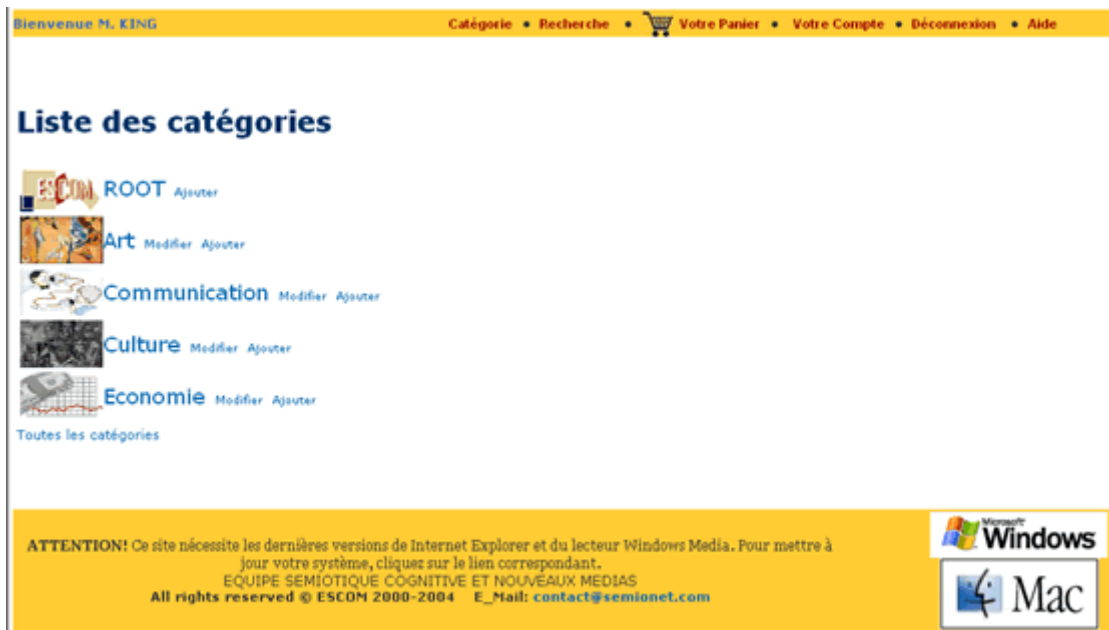 Bienvenue M. KING Catégorie • Recherche • Votre Panier • Votre Compte • Déconnexion • Aide
Liste des catégories
ESCOM ROOT Ajouter
Art Modifier Ajouter
Communication Modifier Ajouter
Culture Modifier Ajouter
Economie Modifier Ajouter
Toutes les catégories
ATTENTION! Ce site nécessite les dernières versions de Internet Explorer et du lecteur Windows Media. Pour mettre à
jour votre système, cliquez sur le lien correspondant.
EQUIPE SEMIOTIQUE COGNITIVE ET NOUVEAUX MEDIAS
All rights reserved © ESCOM 2000-2004 E_Mail: contact@semionet.com
Microsoft
Windows
Mac